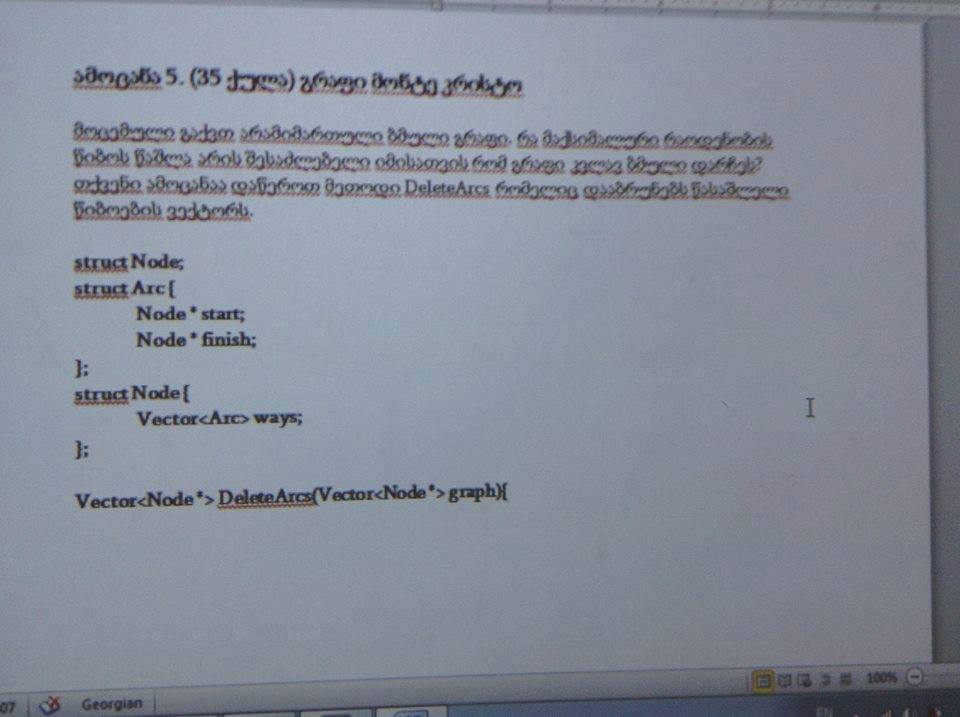 ამოცანა 5. (35 ქულა) გრაფი მონტე კრისტო
მოცემული გაქვთ არამიმართული ბმული გრაფი. რა მაქსიმალური რაოდენობის
წიბოს წაშლა არის შესაძლებელი იმისათვის რომ გრაფი კვლავ ბმული დარჩეს?
თქვენი ამოცანაა დაწეროთ მეთოდი DeleteArcs რომელიც დააბრუნებს წასაშლელი
წიბოების ვექტორს.
struct Node;
struct Arc{
Node * start;
Node * finish;
};
struct Node{
Vector<Arc> ways;
};
Vector<Node *> DeleteArcs(Vector<Node *> graph){
100%
07 Georgian
EN